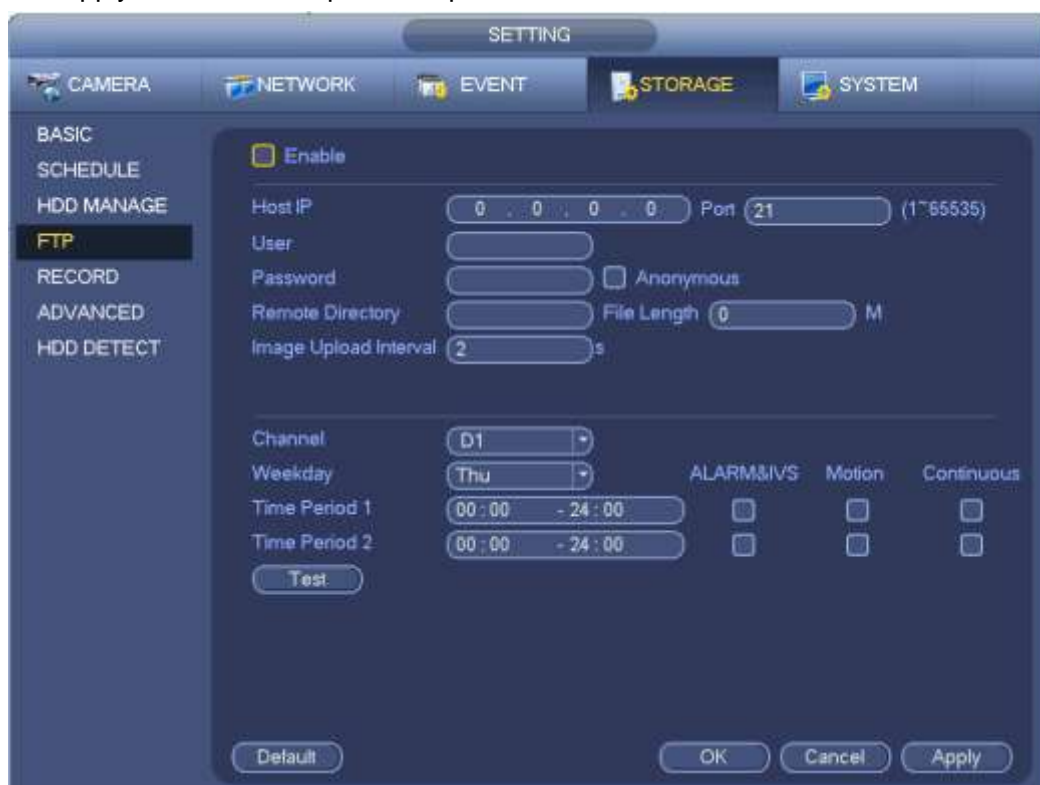 SETTING
CAMERA NETWORK EVENT STORAGE SYSTEM
BASIC
SCHEDULE
HDD MANAGE
FTP
RECORD
ADVANCED
HDD DETECT
Enable
Host IP 0 . 0 . 0 . 0 Port 21 (1~65535)
User
Password Anonymous
Remote Directory File Length 0 M
Image Upload Interval 2 s
Channel D1
Weekday Thu ALARM&IVS Motion Continuous
Time Period 1 00 : 00 - 24 : 00
Time Period 2 00 : 00 - 24 : 00
Test
Default OK Cancel Apply